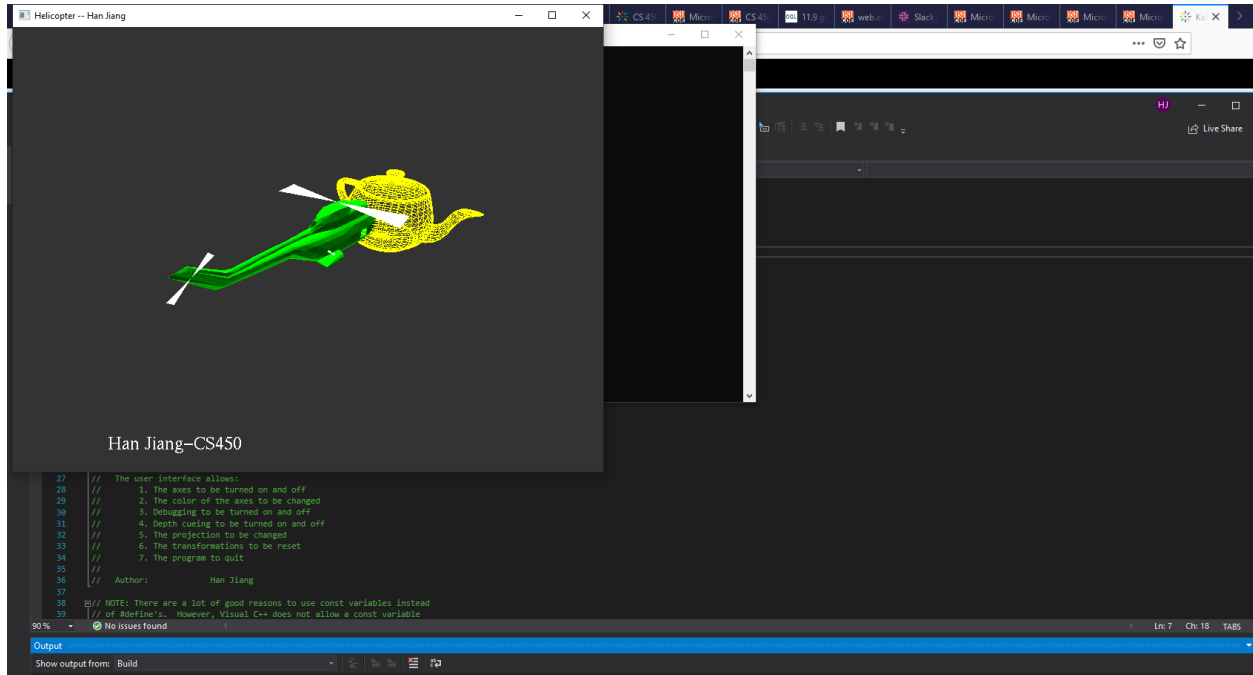 Helicopter -- Han Jiang
CS 45 Micro CS 45 OGL 11.9 g web.e Slack Micro Micro Micro Micro Ka
HJ
Live Share
Han Jiang-CS450
27 // The user interface allows:
28 // 1. The axes to be turned on and off
29 // 2. The color of the axes to be changed
30 // 3. Debugging to be turned on and off
31 // 4. Depth cueing to be turned on and off
32 // 5. The projection to be changed
33 // 6. The transformations to be reset
34 // 7. The program to quit
35 //
36 // Author: Han Jiang
37
38 // NOTE: There are a lot of good reasons to use const variables instead
39 // of #define's. However, Visual C++ does not allow a const variable
90 % No issues found Ln: 7 Ch: 18 TABS
Output
Show output from: Build